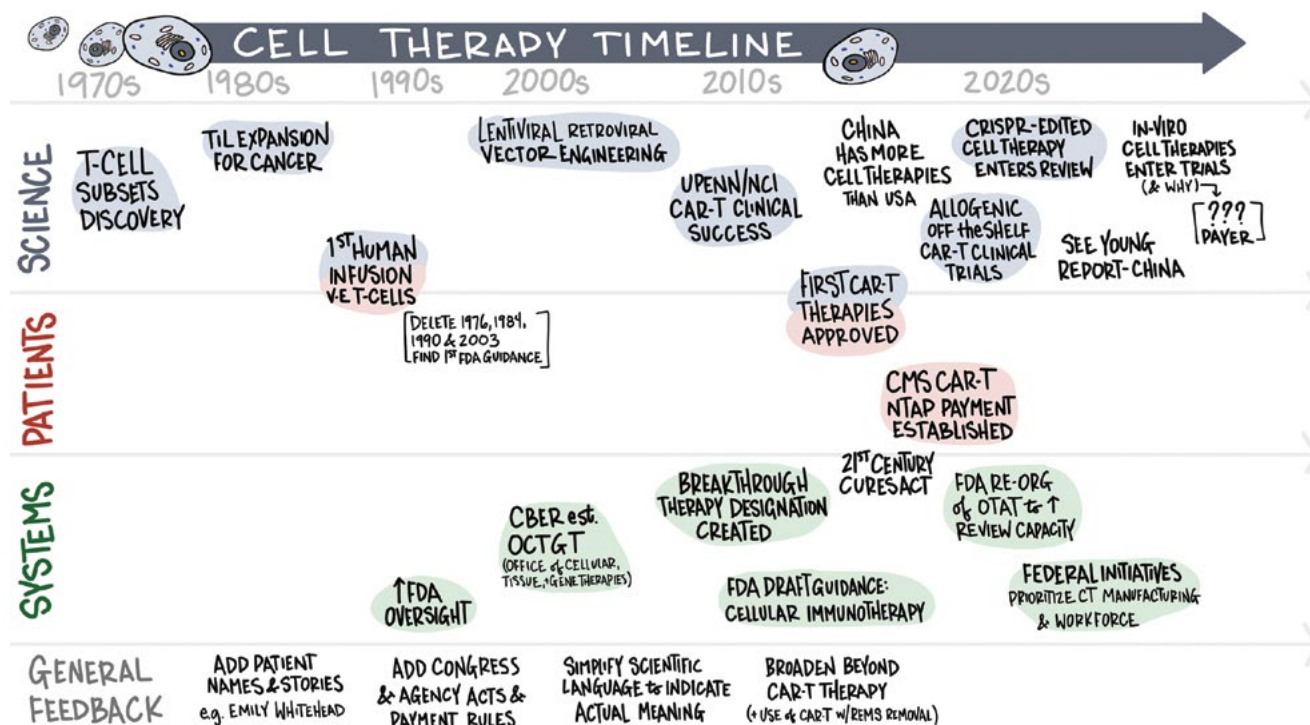 CELL THERAPY TIMELINE
1970s
1980s
1990s
2000s
2010s
2020s
SCIENCE
T-CELL
SUBSETS
DISCOVERY
TIL EXPANSION
FOR CANCER
1ST HUMAN
INFUSION
V-E T-CELLS
LENTIVIRAL RETROVIRAL
VECTOR ENGINEERING
UPENN/NCI
CAR-T CLINICAL
SUCCESS
CHINA
HAS MORE
CELL THERAPIES
THAN USA
CRISPR-EDITED
CELL THERAPY
ENTERS REVIEW
IN-VIRO
CELL THERAPIES
ENTER TRIALS
(& WHY)
[???
PAYER]
ALLOGENIC
OFF the SHELF
CAR-T CLINICAL
TRIALS
SEE YOUNG
REPORT-CHINA
FIRST CAR-T
THERAPIES
APPROVED
PATIENTS
[DELETE 1976, 1984,
1990 & 2003
FIND 1ST FDA GUIDANCE]
CMS CAR-T
NTAP PAYMENT
ESTABLISHED
SYSTEMS
↑FDA
OVERSIGHT
CBER est.
OCTGT
(OFFICE of CELLULAR,
TISSUE, + GENE THERAPIES)
BREAKTHROUGH
THERAPY DESIGNATION
CREATED
21ST CENTURY
CURES ACT
FDA RE-ORG
of OTAT to ↑
REVIEW CAPACITY
FDA DRAFT GUIDANCE:
CELLULAR IMMUNOTHERAPY
FEDERAL INITIATIVES
PRIORITIZE CT MANUFACTURING
& WORKFORCE
GENERAL
FEEDBACK
ADD PATIENT
NAMES & STORIES
e.g. EMILY WHITEHEAD
ADD CONGRESS
& AGENCY ACTS &
PAYMENT RULES
SIMPLIFY SCIENTIFIC
LANGUAGE to INDICATE
ACTUAL MEANING
BROADEN BEYOND
CAR-T THERAPY
(+ USE of CAR-T W/REMS REMOVAL)